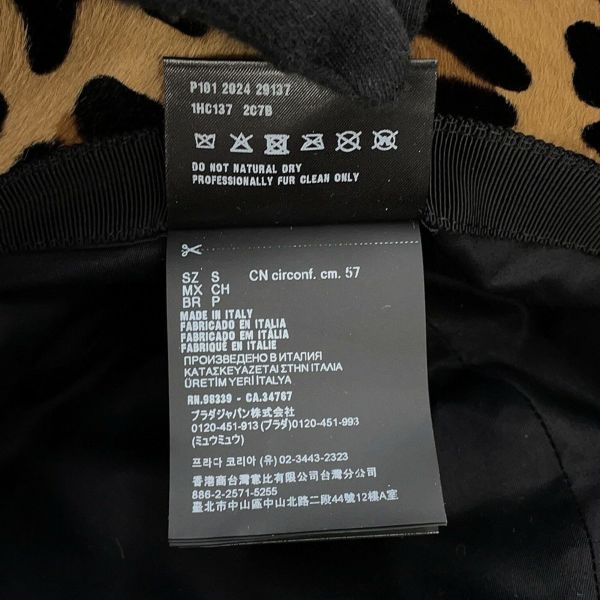 P101 2024 29137
1HC137 2C7B
DO NOT NATURAL DRY
PROFESSIONALLY FUR CLEAN ONLY
SZ S CN circonf. cm. 57
MX CH
BR P
MADE IN ITALY
FABRICADO EN ITALIA
FABRICADO EM ITÁLIA
FABRIQUÉ EN ITALIE
ПРОИЗВЕДЕНО В ИТАЛИЯ
ΚΑΤΑΣΚΕΥΑΖΕΤΑΙ ΣΤΗΝ ΙΤΑΛΙΑ
ÜRETİM YERİ İTALYA
RN.98339 - CA.34767
プラダジャパン株式会社
0120-451-913 (プラダ) 0120-451-993
(ミュウミュウ)
프라다 코리아 (유) 02-3443-2323
香港商台灣普比有限公司台灣分公司
886-2-2571-5255
臺北市中山區中山北路二段44號12樓A室